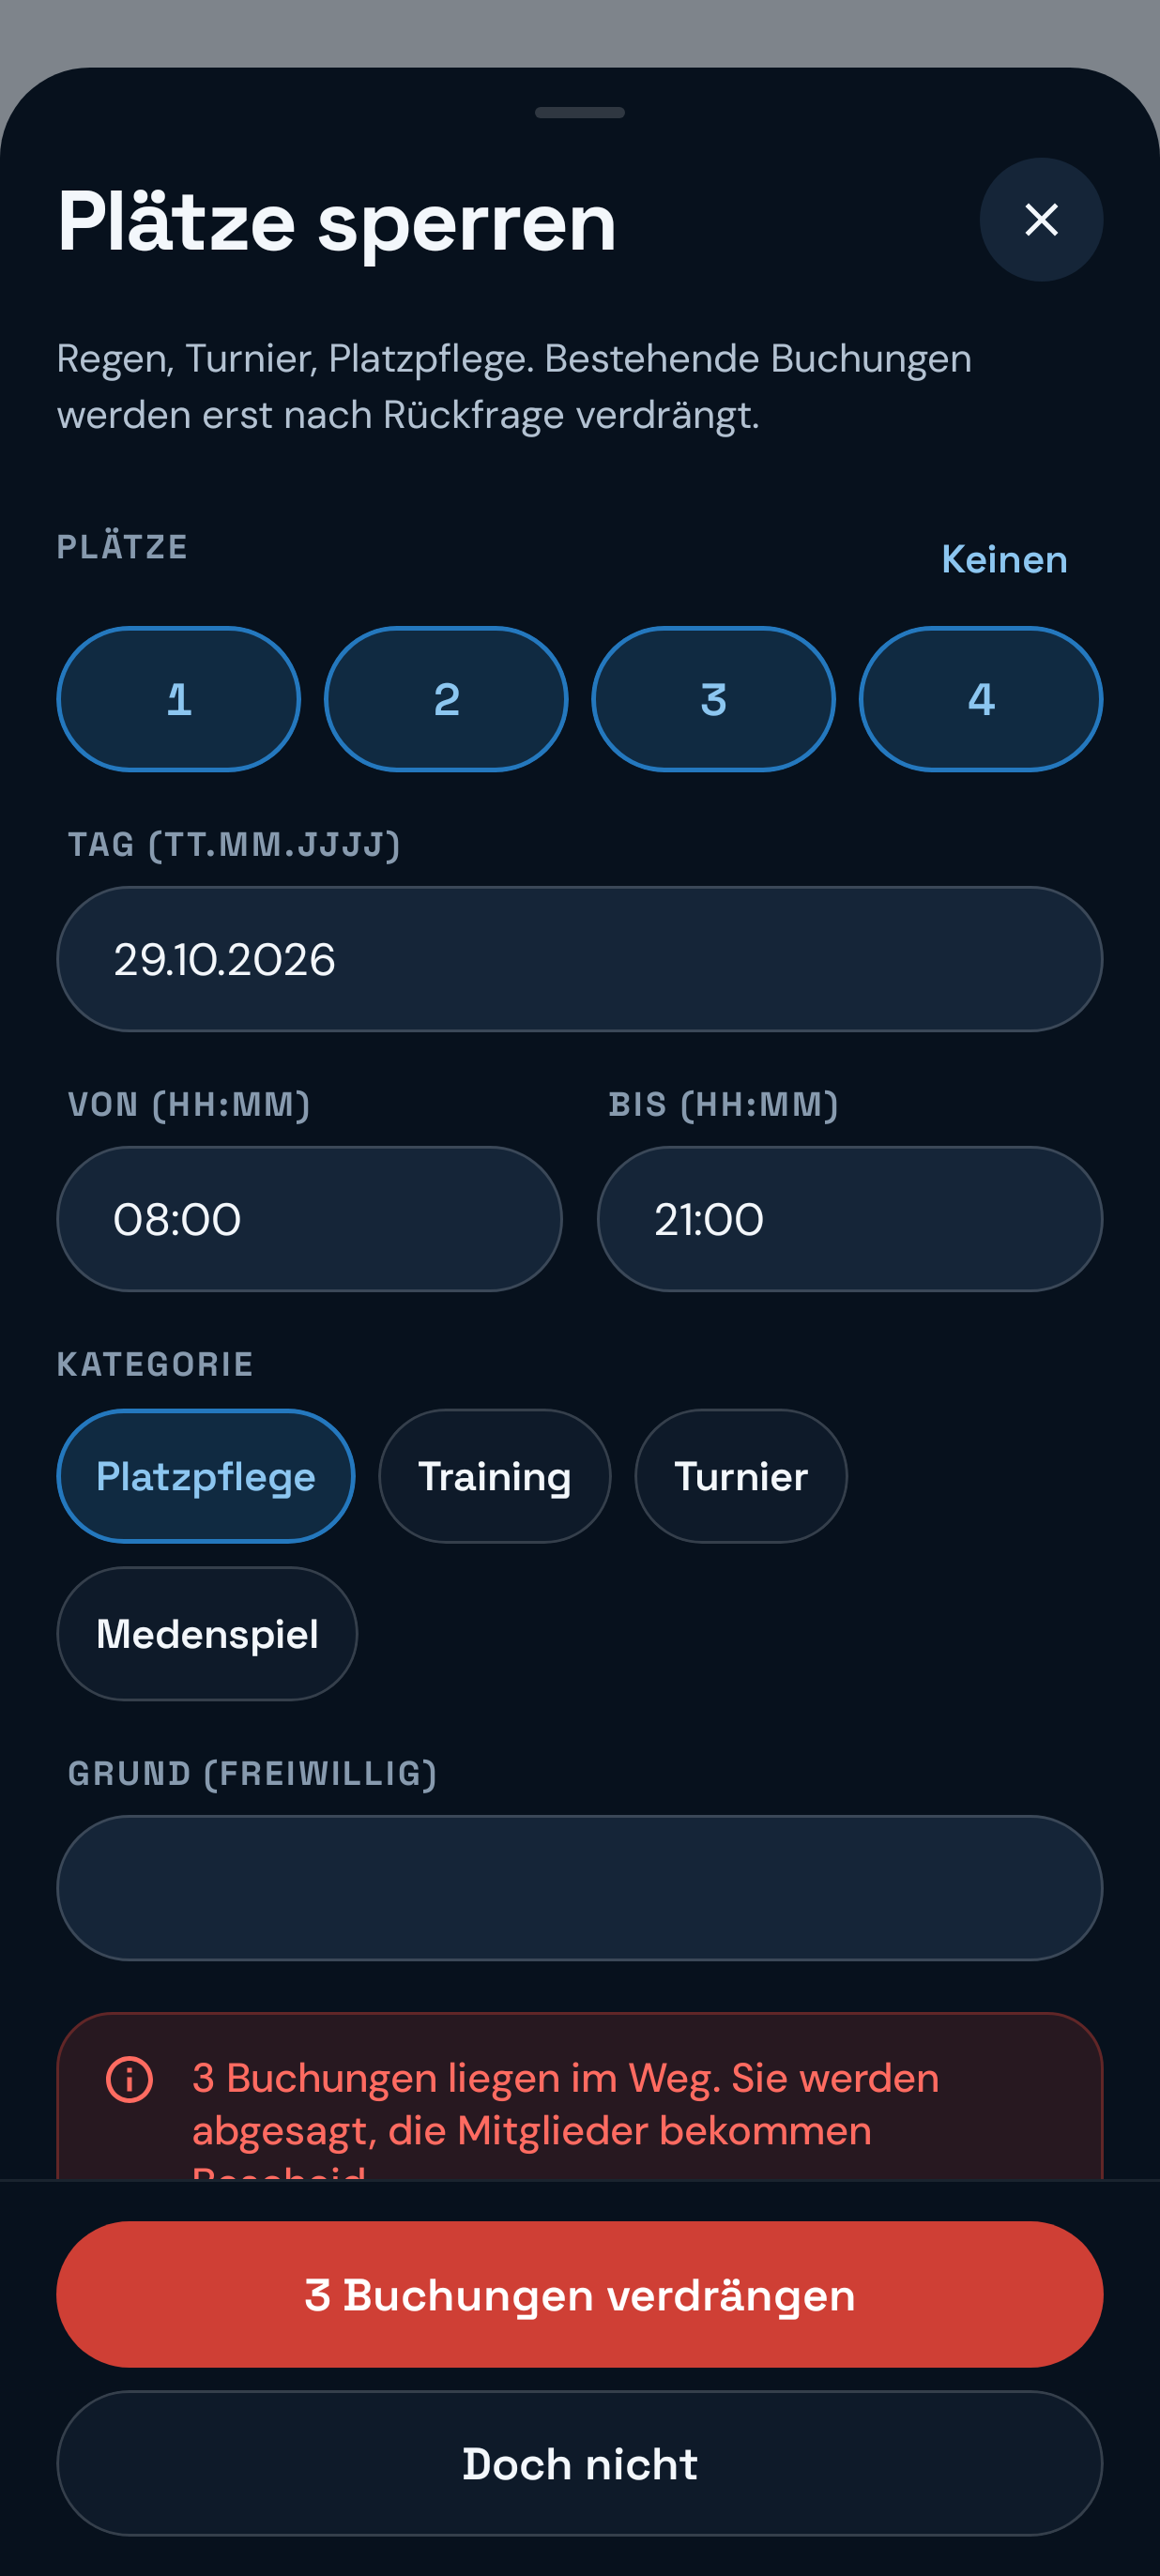 Plätze sperren
Regen, Turnier, Platzpflege. Bestehende Buchungen
werden erst nach Rückfrage verdrängt.
PLÄTZE
Keinen
1 2 3 4
TAG (TT.MM.JJJJ)
29.10.2026
VON (HH:MM) BIS (HH:MM)
08:00 21:00
KATEGORIE
Platzpflege Training Turnier
Medenspiel
GRUND (FREIWILLIG)
3 Buchungen liegen im Weg. Sie werden
abgesagt, die Mitglieder bekommen
Bescheid
3 Buchungen verdrängen
Doch nicht